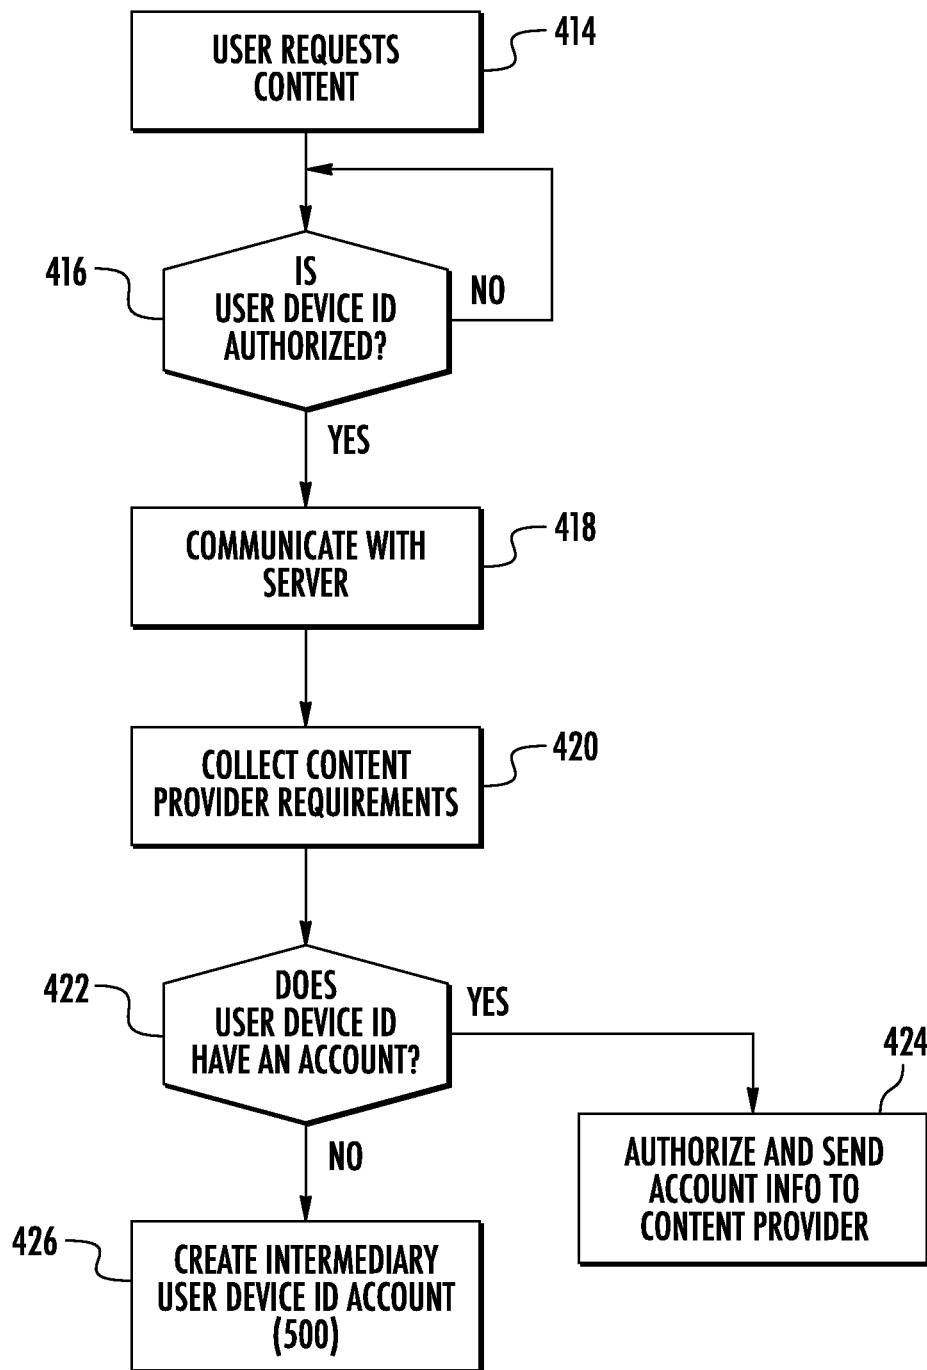 USER REQUESTS
CONTENT
414
IS
USER DEVICE ID
AUTHORIZED?
416
NO
YES
COMMUNICATE WITH
SERVER
418
COLLECT CONTENT
PROVIDER REQUIREMENTS
420
DOES
USER DEVICE ID
HAVE AN ACCOUNT?
422
YES
424
AUTHORIZE AND SEND
ACCOUNT INFO TO
CONTENT PROVIDER
NO
426
CREATE INTERMEDIARY
USER DEVICE ID ACCOUNT
(500)